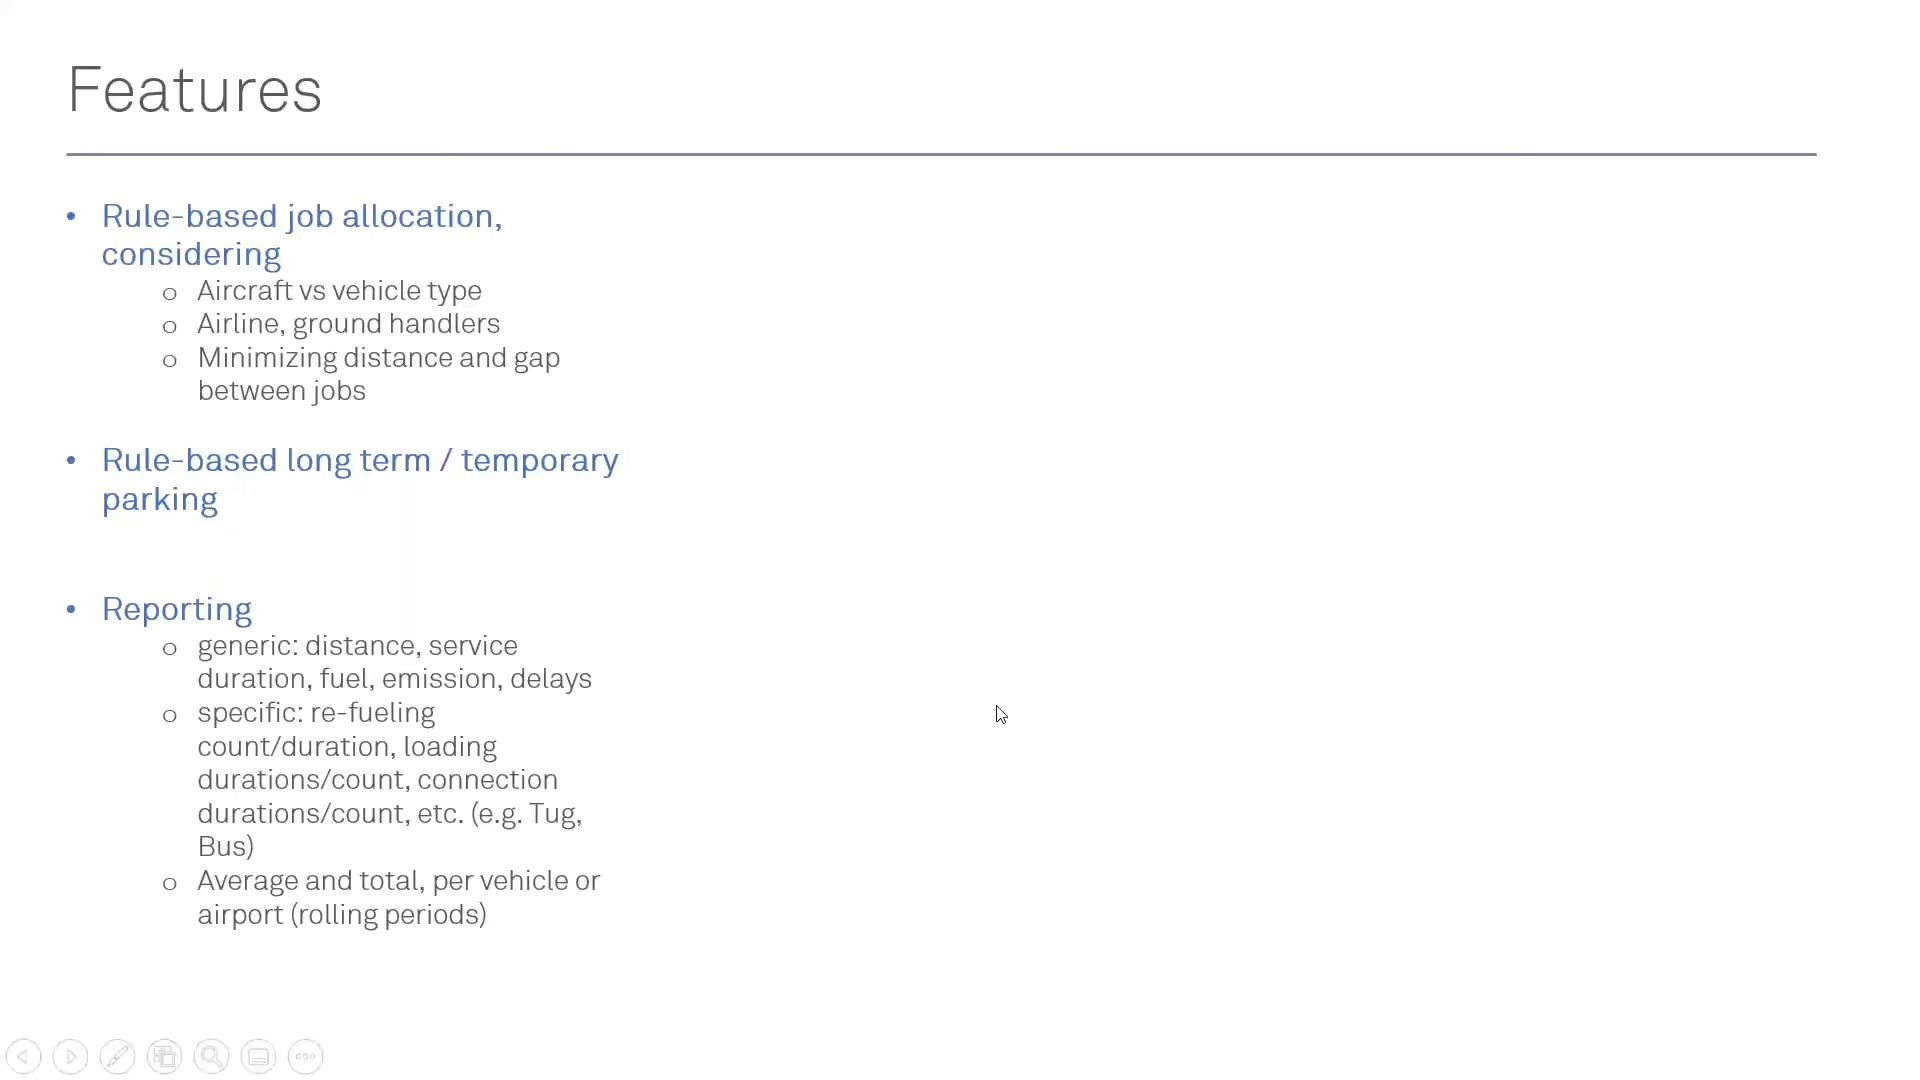 Features
• Rule-based job allocation,
considering
o Aircraft vs vehicle type
o Airline, ground handlers
o Minimizing distance and gap
between jobs
• Rule-based long term / temporary
parking
• Reporting
o generic: distance, service
duration, fuel, emission, delays
o specific: re-fueling
count/duration, loading
durations/count, connection
durations/count, etc. (e.g. Tug,
Bus)
o Average and total, per vehicle or
airport (rolling periods)